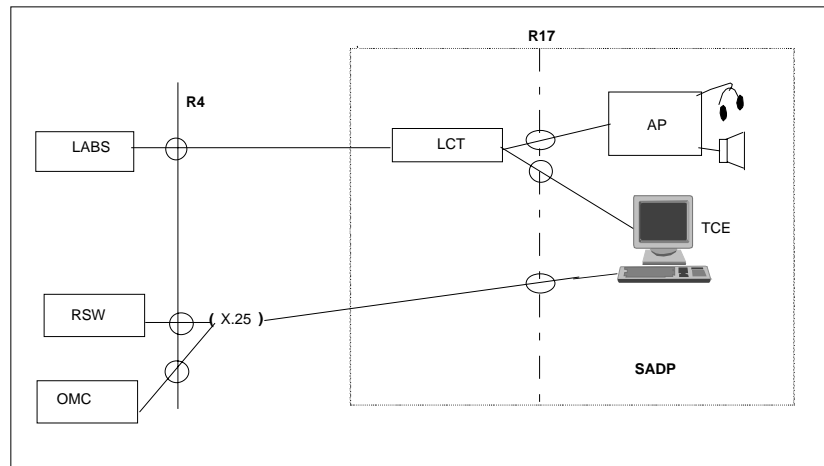 R17
R4
LABS
LCT
AP
TCE
RSW
( X.25 )
OMC
SADP